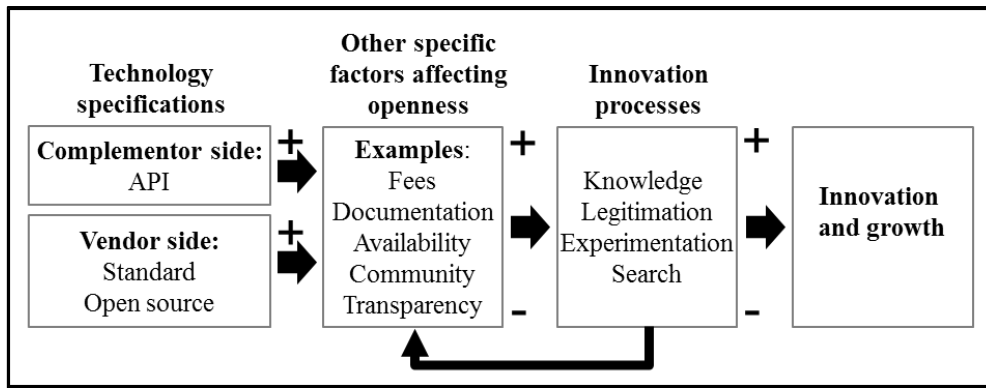 Technology
specifications
Other specific
factors affecting
openness
Innovation
processes
Complementor side:
API
+
Vendor side:
Standard
Open source
+
Examples:
Fees
Documentation
Availability
Community
Transparency
+
-
Knowledge
Legitimation
Experimentation
Search
+
-
Innovation
and growth